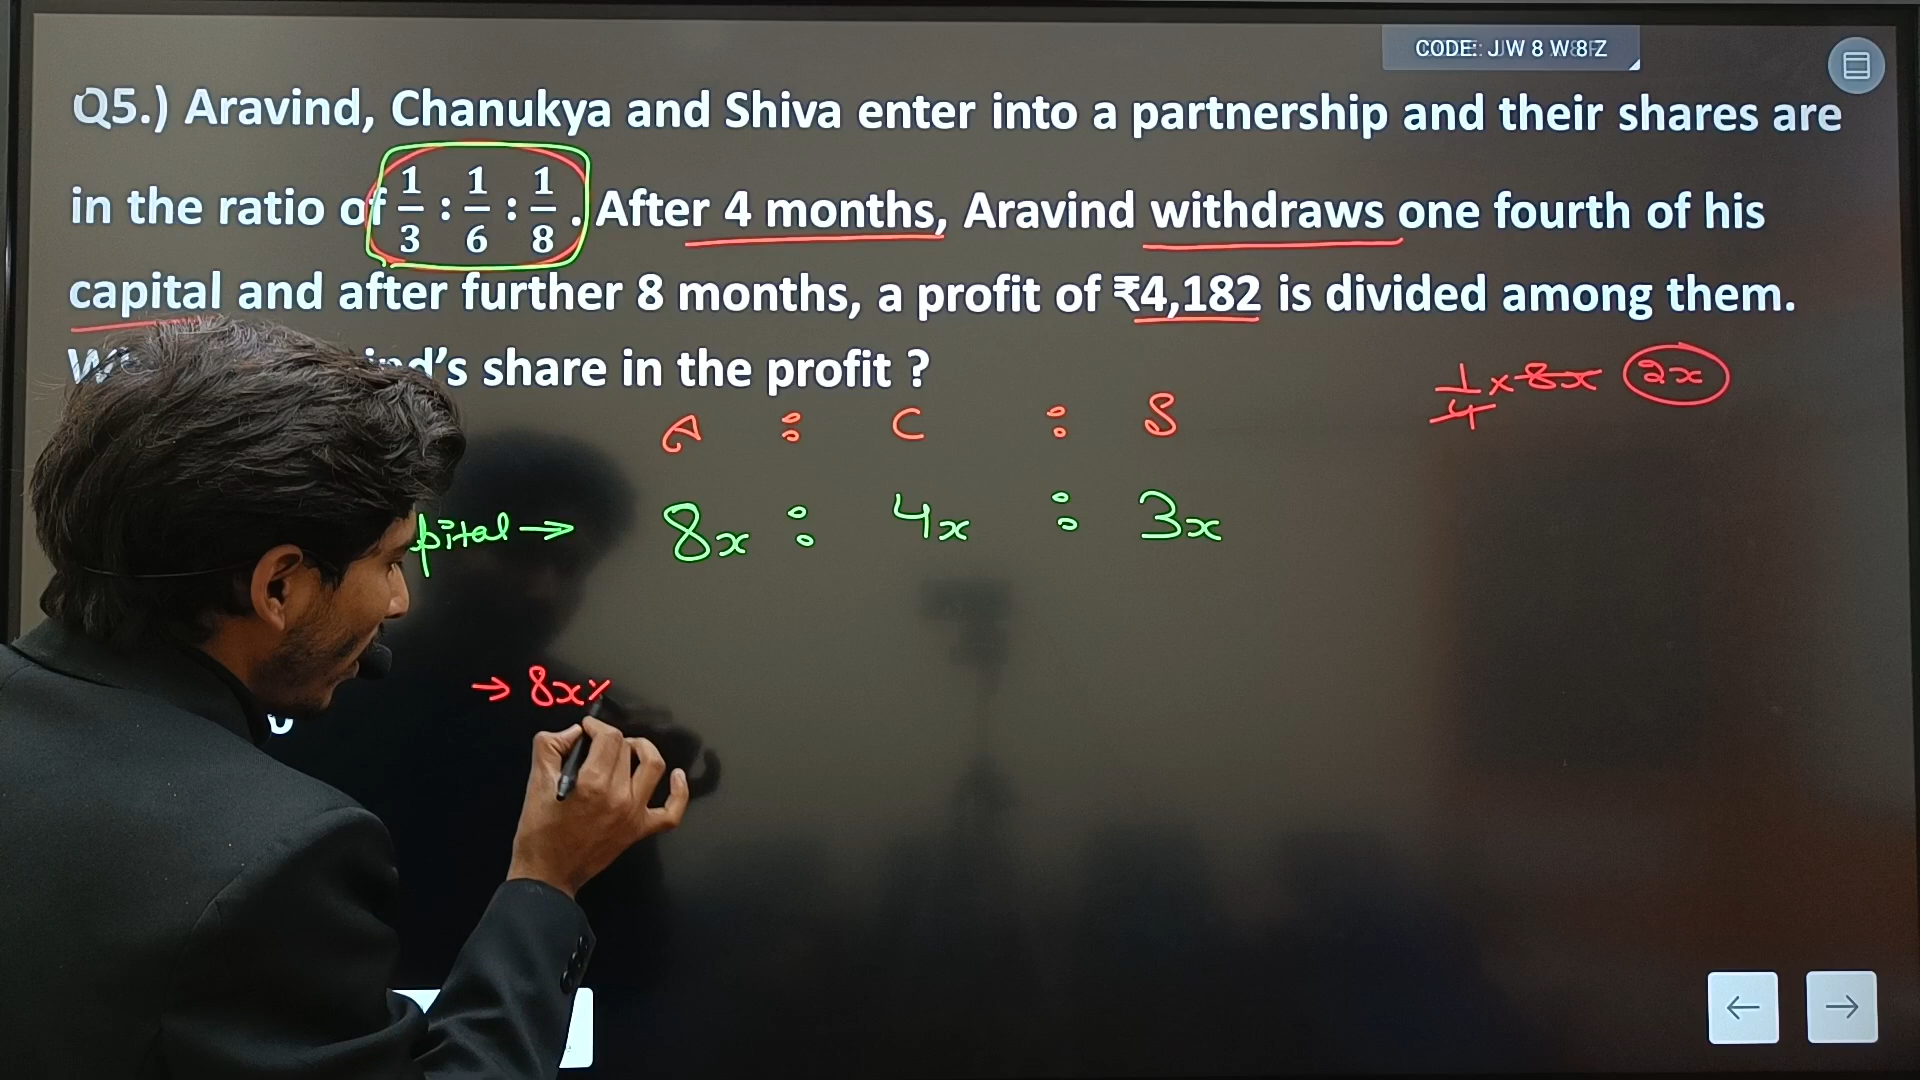 CODE: JW 8 W 8 Z
Q5.) Aravind, Chanukya and Shiva enter into a partnership and their shares are
in the ratio of 1/3 : 1/6 : 1/8 . After 4 months, Aravind withdraws one fourth of his
capital and after further 8 months, a profit of ₹4,182 is divided among them.
share in the profit ?
1/4 × 8x 2x
A : C : S
pital → 8x : 4x : 3x
→ 8x×
← →